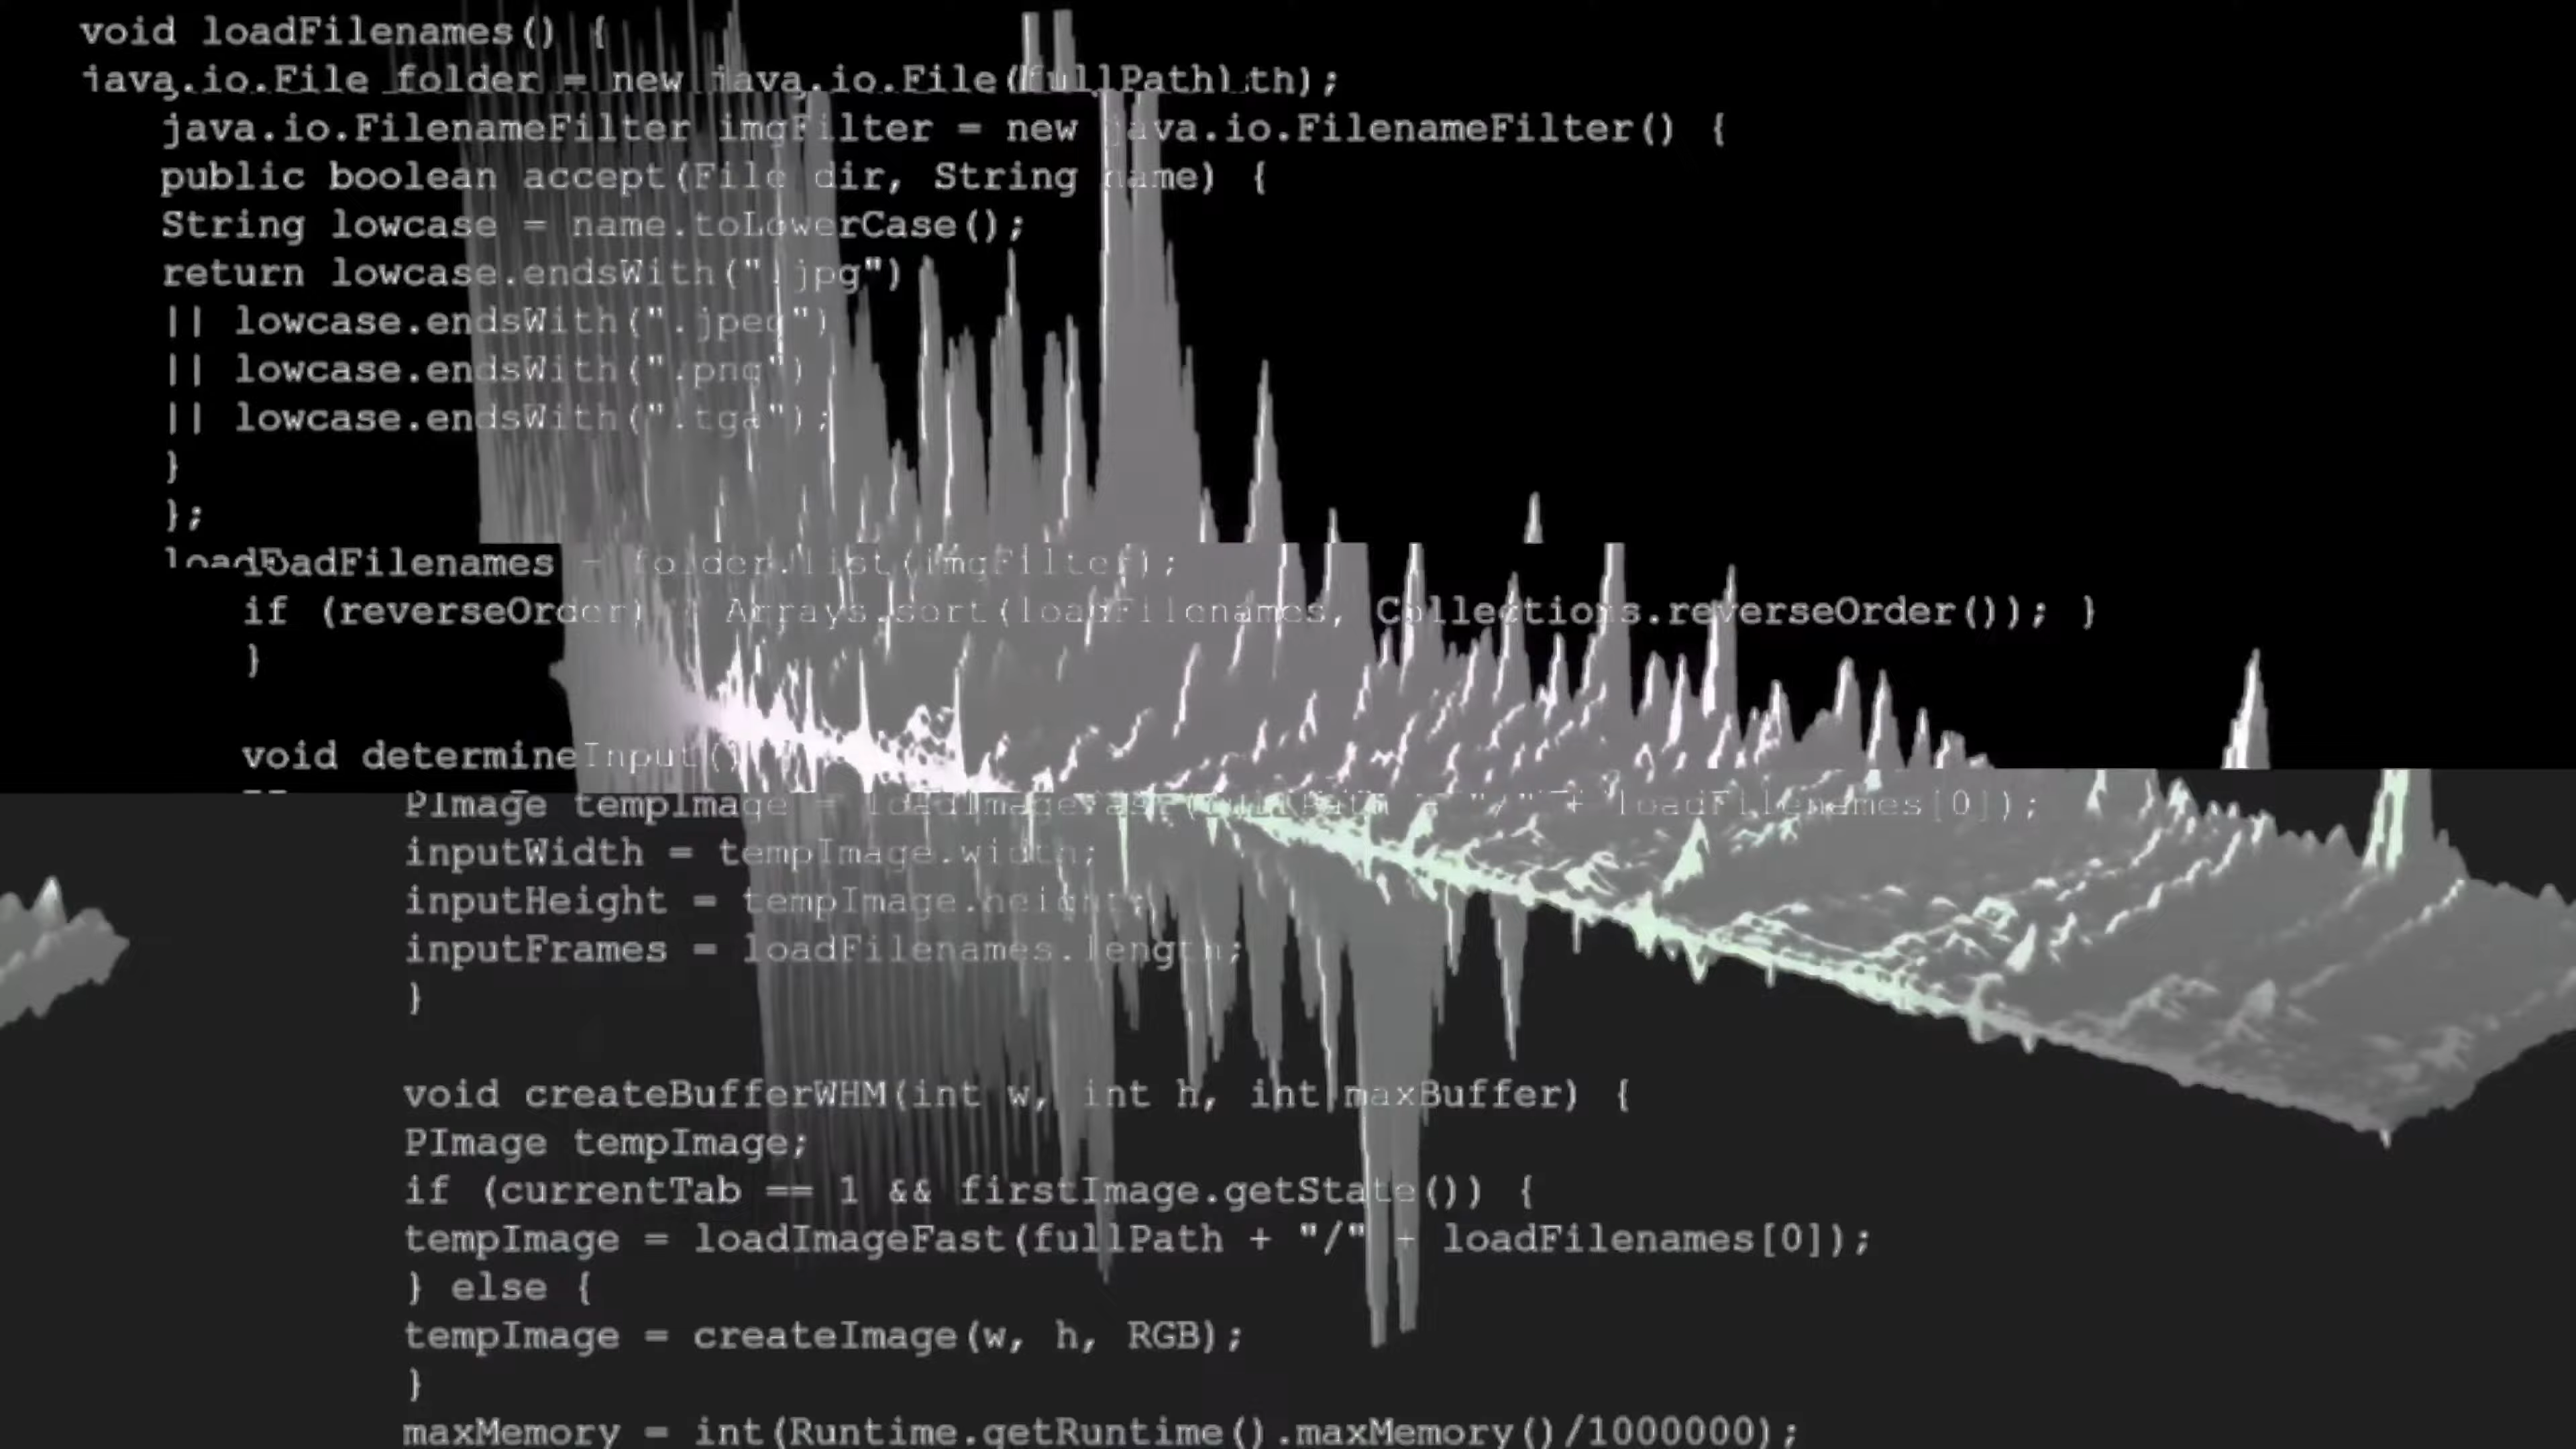 void loadFilenames() {
java.io.File folder = new java.io.File(fullPath) th);
java.io.FilenameFilter imgFilter = new java.io.FilenameFilter() {
public boolean accept(File dir, String name) {
String lowcase = name.toLowerCase();
return lowcase.endsWith(".jpg")
|| lowcase.endsWith(".jpeg")
|| lowcase.endsWith(".png")
|| lowcase.endsWith(".tga");
}
};
loadFilenames = folder.list(imgFilter);
if (reverseOrder) Arrays.sort(loadFilenames, Collections.reverseOrder()); }
}
void determineInput()
PImage tempImage = loadImageFast(fullPath + "/" + loadFilenames[0]);
inputWidth = tempImage.width;
inputHeight = tempImage.height;
inputFrames = loadFilenames.length;
}
void createBufferWHM(int w, int h, int maxBuffer) {
PImage tempImage;
if (currentTab == 1 && firstImage.getState()) {
tempImage = loadImageFast(fullPath + "/" + loadFilenames[0]);
} else {
tempImage = createImage(w, h, RGB);
}
maxMemory = int(Runtime.getRuntime().maxMemory()/1000000);